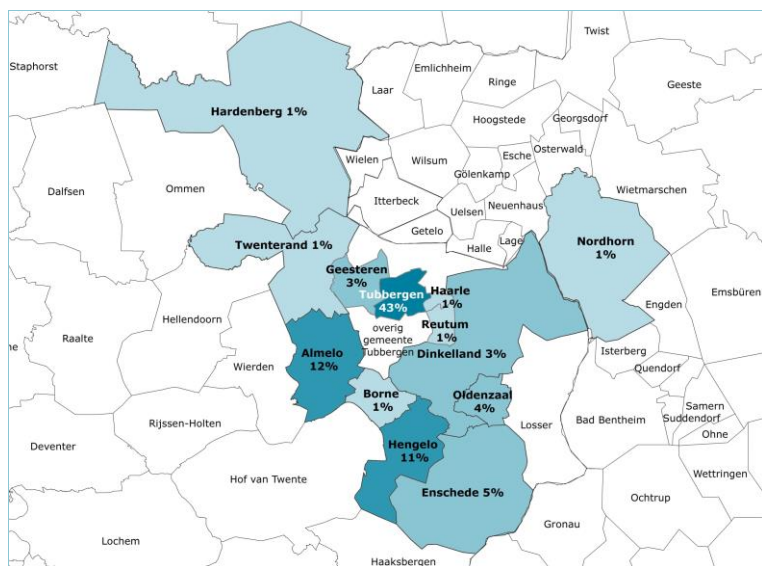 Twist
Staphorst
Emlichheim
Ringe
Laar
Geeste
Hardenberg 1%
Hoogstede
Georgsdorf
Wielen
Wilsum
Esche
Osterwald
Gölenkamp
Dalfsen
Ommen
Wietmarschen
Itterbeck
Uelsen
Neuenhaus
Getelo
Twenterand 1%
Halle
Lage
Nordhorn
1%
Geesteren
3%
Tubbergen
43%
Haarle
1%
Emsbüren
Engden
Hellendoorn
Reutum
1%
overig
gemeente
Tubbergen
Raalte
ne
Isterberg
Almelo
12%
Dinkelland 3%
Wierden
Quendorf
Borne
1%
Oldenzaal
4%
Samern
Suddendorf
Rijssen-Holten
Losser
Bad Bentheim
Ohne
Deventer
Hengelo
11%
Wettringen
Hof van Twente
Enschede 5%
Ochtrup
Gronau
Lochem
Haaksbergen